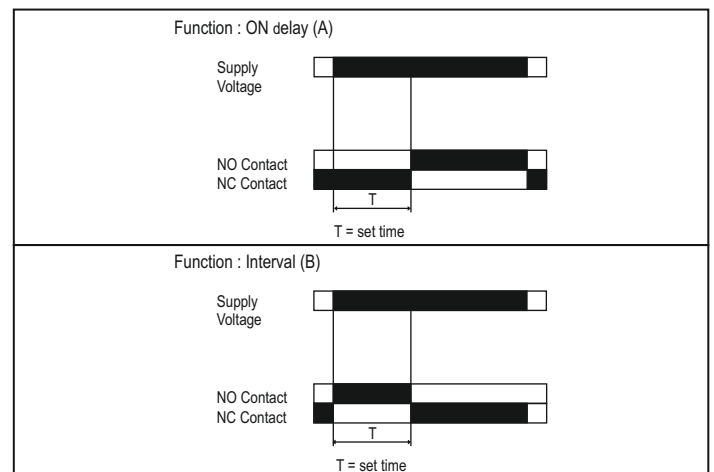 Function : ON delay (A)
Supply
Voltage
NO Contact
NC Contact
T
T = set time
Function : Interval (B)
Supply
Voltage
NO Contact
NC Contact
T
T = set time